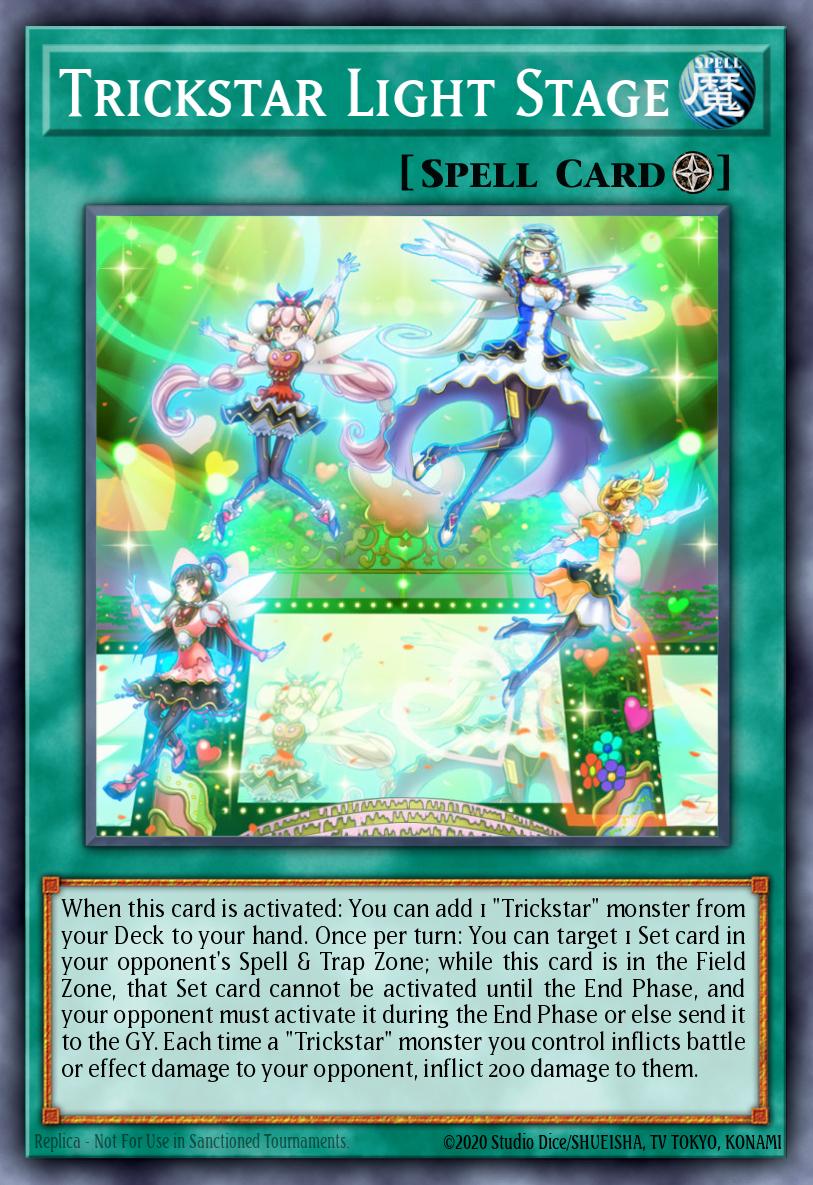 Trickstar Light Stage
SPELL
魔
[Spell Card]
When this card is activated: You can add 1 "Trickstar" monster from
your Deck to your hand. Once per turn: You can target 1 Set card in
your opponent's Spell & Trap Zone; while this card is in the Field
Zone, that Set card cannot be activated until the End Phase, and
your opponent must activate it during the End Phase or else send it
to the GY. Each time a "Trickstar" monster you control inflicts battle
or effect damage to your opponent, inflict 200 damage to them.
Replica - Not For Use in Sanctioned Tournaments.
©2020 Studio Dice/SHUEISHA, TV TOKYO, KONAMI